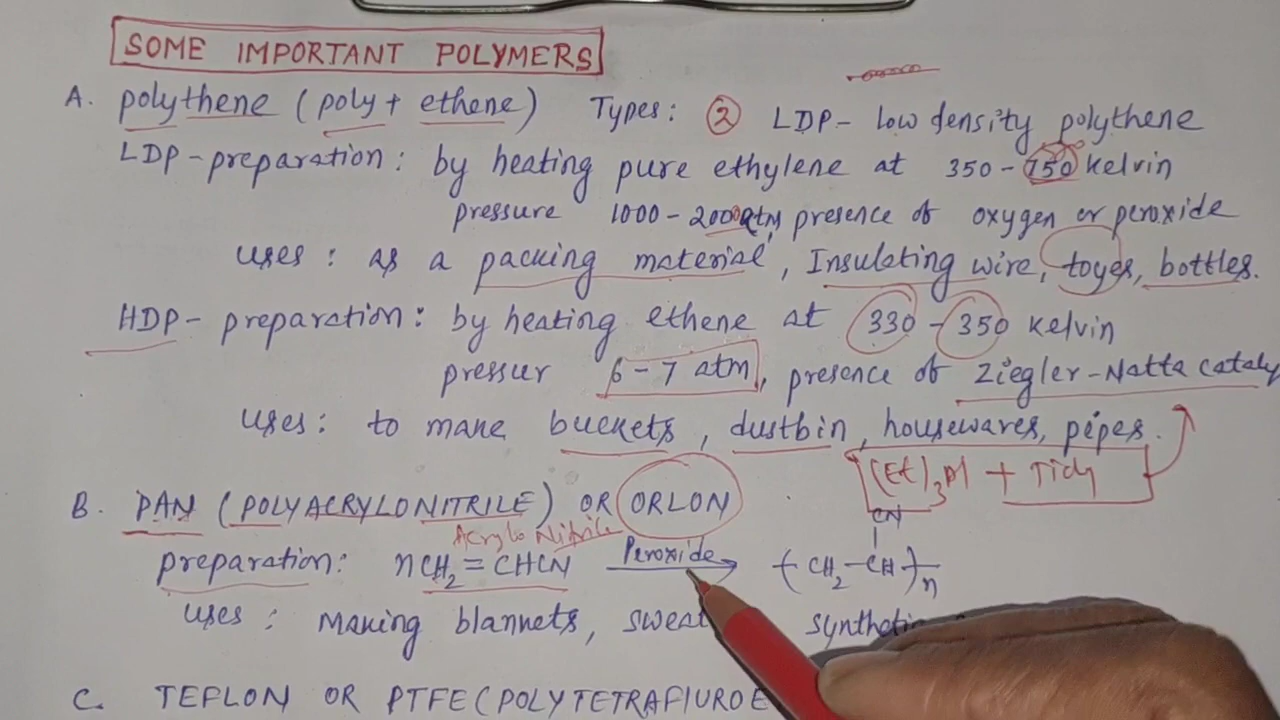 SOME IMPORTANT POLYMERS
A. polythene (poly+ ethene) Types: 2 LDP- low density polythene
LDP-preparation: by heating pure ethylene at 350-750 kelvin
pressure 1000-2000 atm, presence of oxygen or peroxide
uses: as a packing material, Insulating wire, toyes, bottles.
HDP- preparation: by heating ethene at 330-350 kelvin
pressur 6-7 atm, presence of Ziegler-Natta cataly
uses: to make buckets, dustbin, housewares, pipes.
(Et)3Al + Ticl4
B. PAN (POLYACRYLONITRILE) OR ORLON
Acrylo Nitrile
CN
preparation: nCH2=CHCN Peroxide (CH2-CH)n
uses: making blankets, sweat syntheti
C. TEFLON OR PTFE(POLYTETRAFlUROE